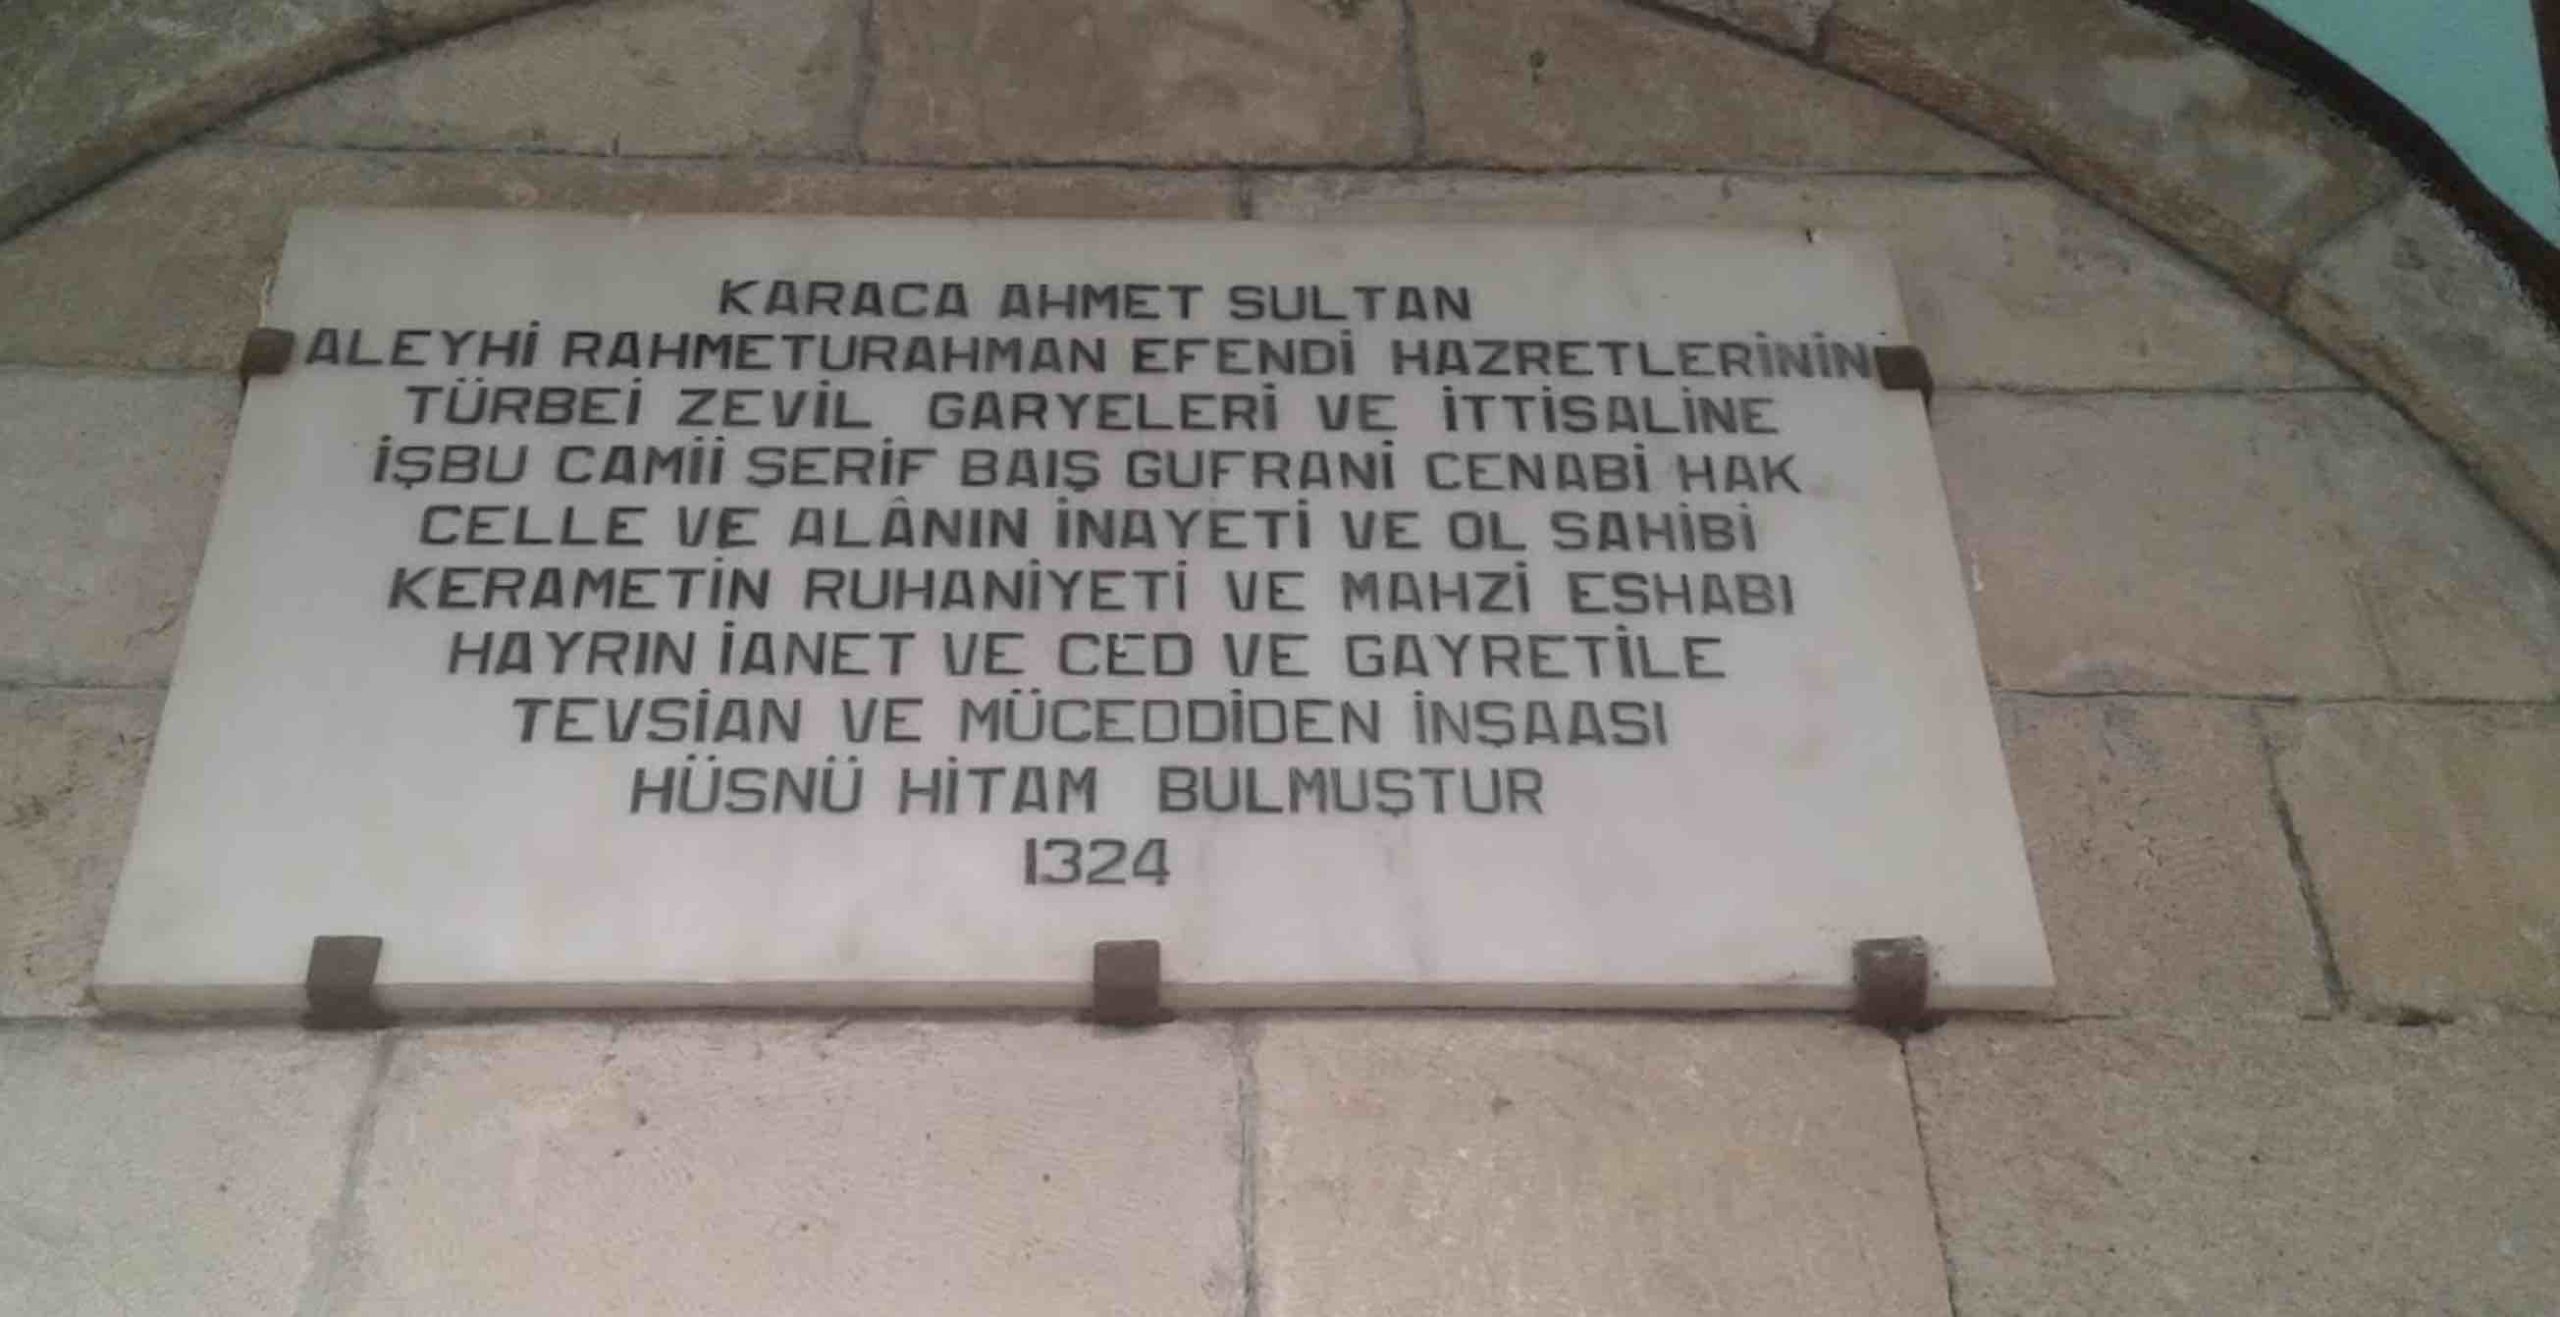 KARACA AHMET SULTAN
ALEYHİ RAHMETURAHMAN EFENDİ HAZRETLERİNİN
TÜRBEİ ZEVİL GARYELERİ VE İTTİSALİNE
İŞBU CAMİİ ŞERİF BAIŞ GUFRANİ CENABİ HAK
CELLE VE ALÂNIN İNAYETİ VE OL SAHİBİ
KERAMETİN RUHANİYETİ VE MAHZİ ESHABI
HAYRIN İANET VE CED VE GAYRETİLE
TEVSİAN VE MÜCEDDİDEN İNŞAASI
HÜSNÜ HİTAM BULMUŞTUR
1324